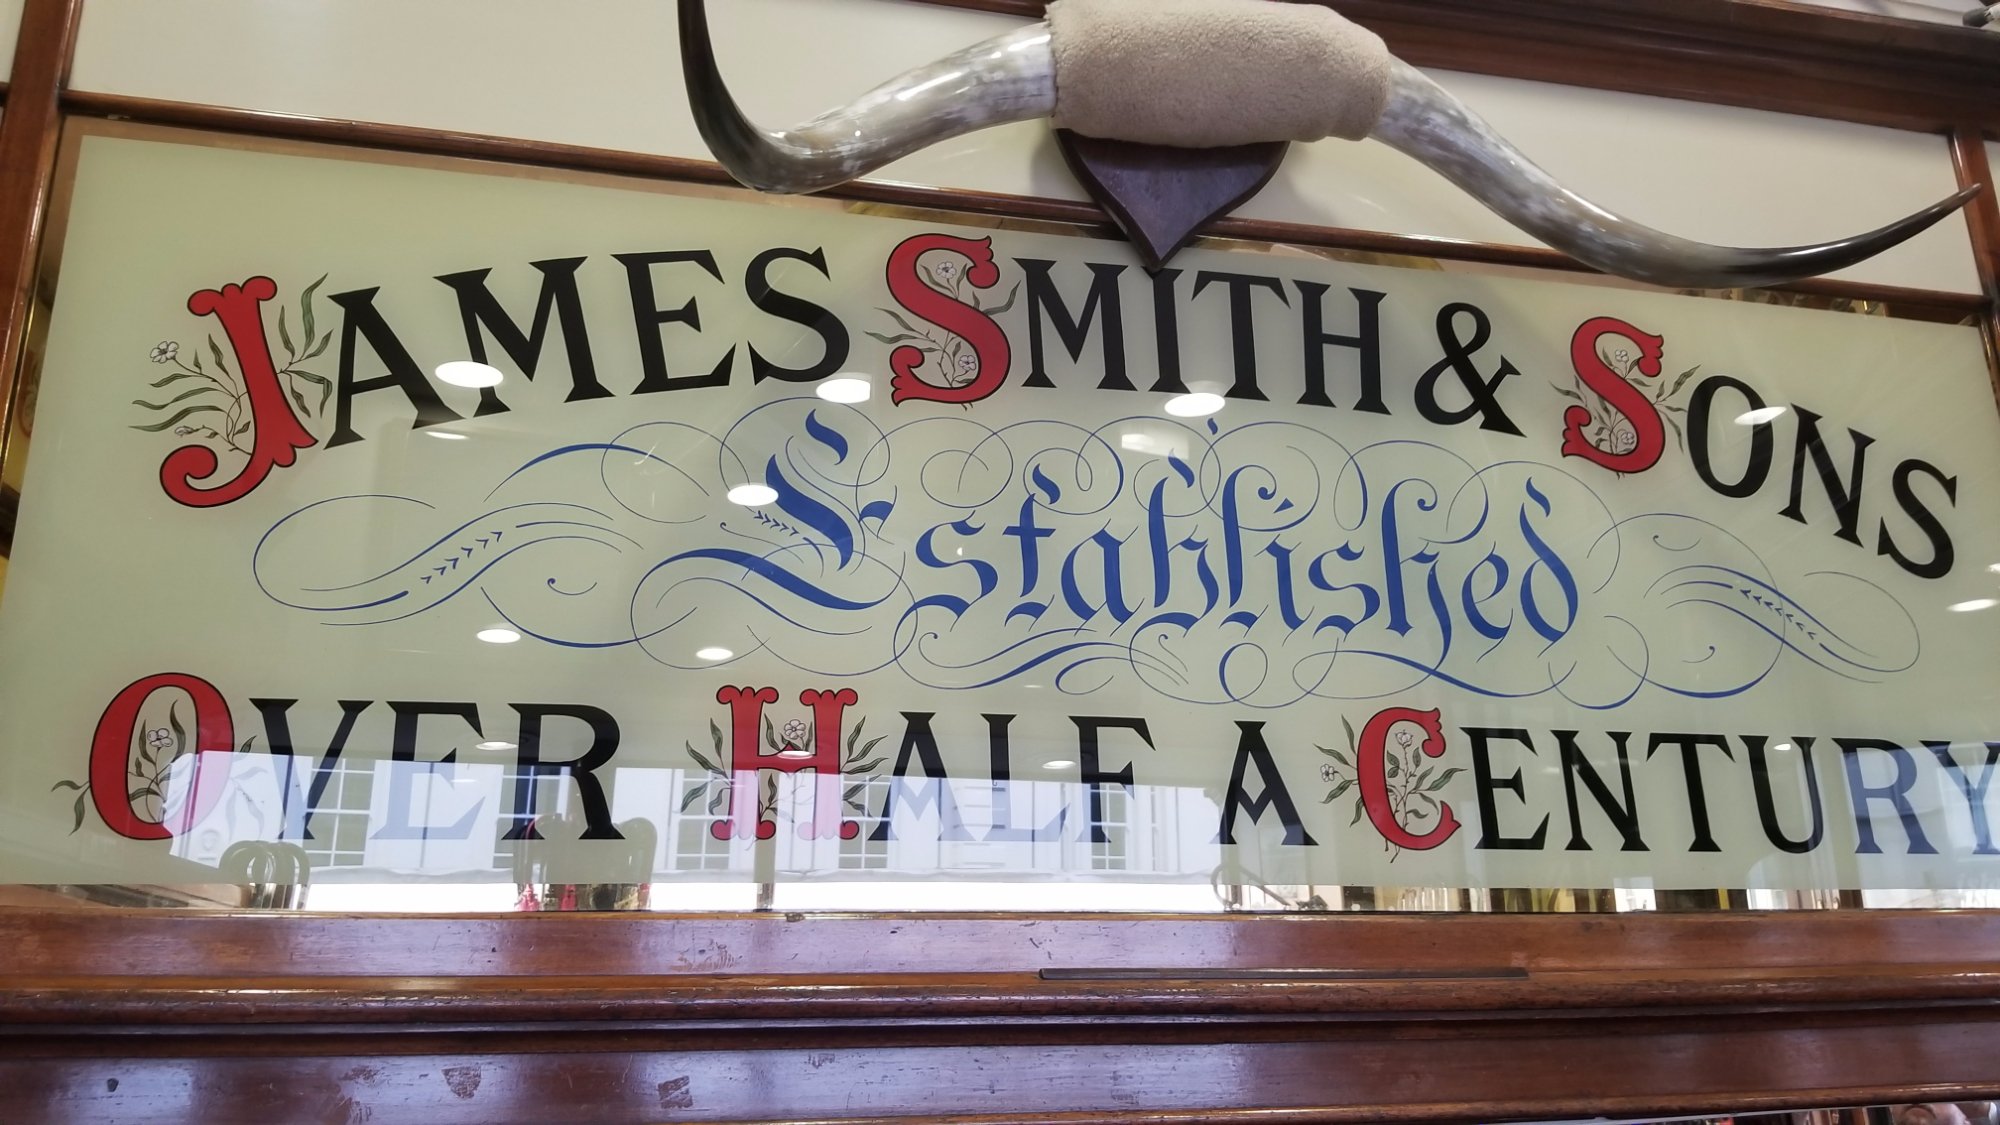 JAMES SMITH & SONS
Established
OVER HALF A CENTURY